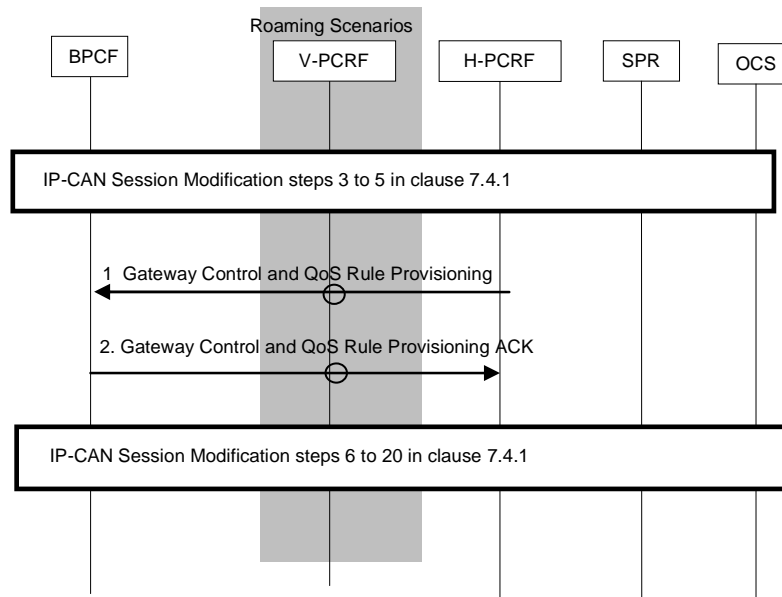 Roaming Scenarios
BPCF
V-PCRF
H-PCRF
SPR
OCS
IP-CAN Session Modification steps 3 to 5 in clause 7.4.1
1 Gateway Control and QoS Rule Provisioning
2. Gateway Control and QoS Rule Provisioning ACK
IP-CAN Session Modification steps 6 to 20 in clause 7.4.1